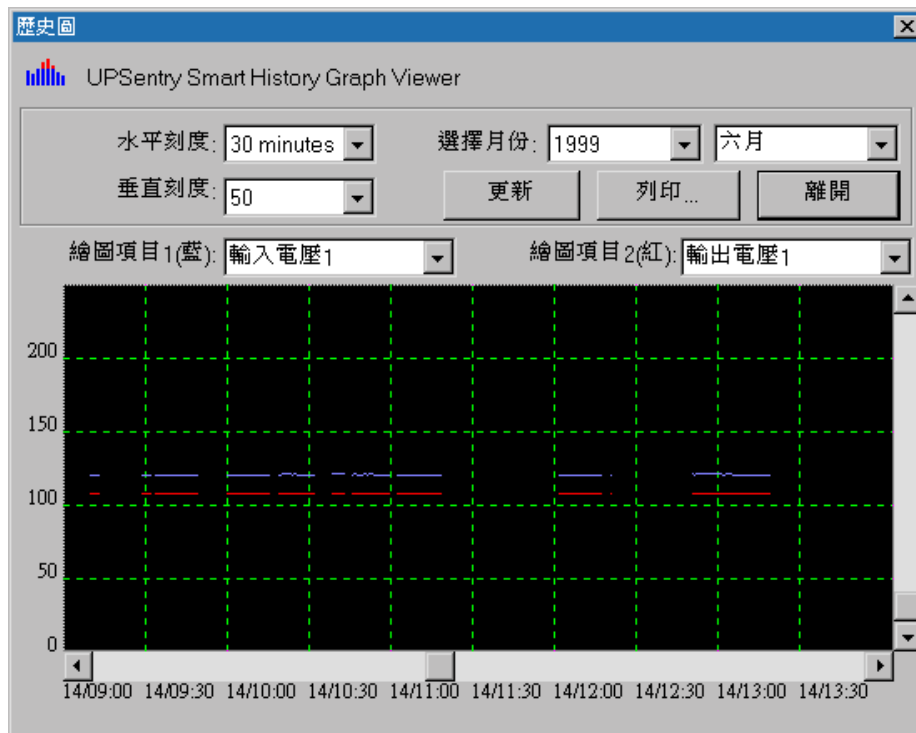 歷史圖
UPSentry Smart History Graph Viewer
水平刻度: 30 minutes 選擇月份: 1999 六月
垂直刻度: 50 更新 列印... 離開
繪圖項目1(藍): 輸入電壓1 繪圖項目2(紅): 輸出電壓1
200
150
100
50
0
14/09:00 14/09:30 14/10:00 14/10:30 14/11:00 14/11:30 14/12:00 14/12:30 14/13:00 14/13:30